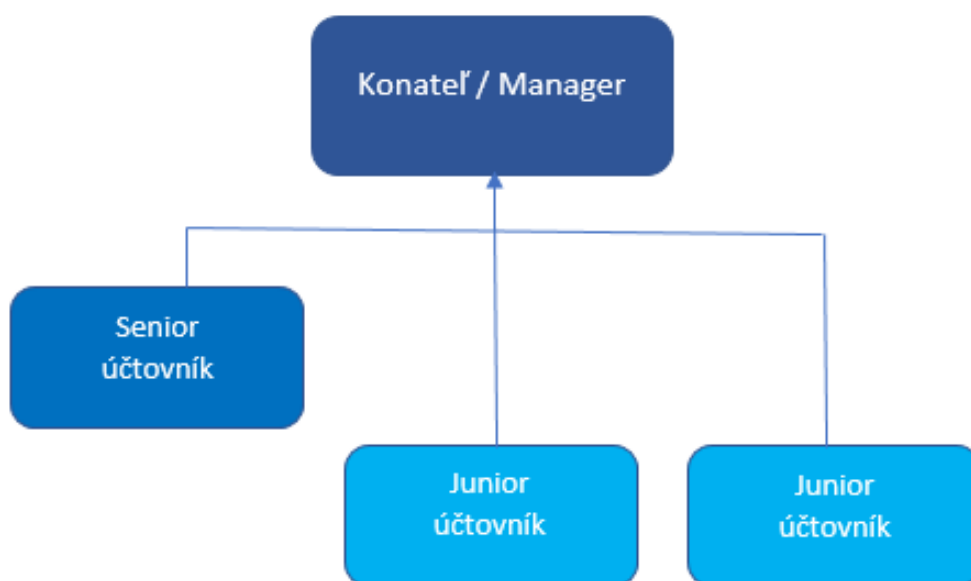 Konateľ / Manager
Senior
účtovník
Junior
účtovník
Junior
účtovník